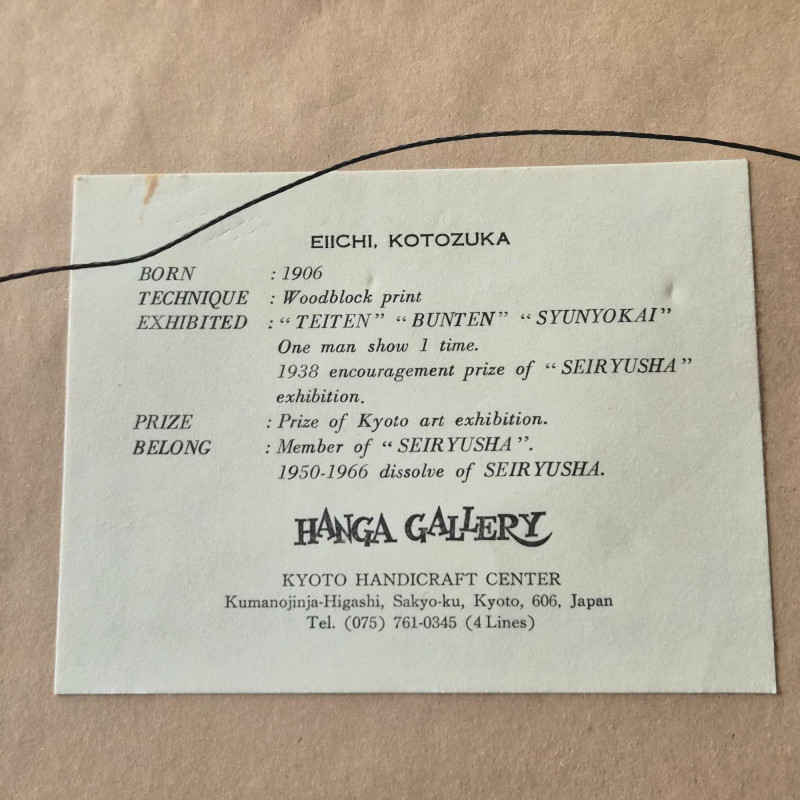 EIICHI, KOTOZUKA
BORN : 1906
TECHNIQUE : Woodblock print
EXHIBITED : “ TEITEN ” “ BUNTEN ” “ SYUNYOKAI ”
One man show 1 time.
1938 encouragement prize of “ SEIRYUSHA ”
exhibition.
PRIZE : Prize of Kyoto art exhibition.
BELONG : Member of “ SEIRYUSHA ”.
1950-1966 dissolve of SEIRYUSHA.
HANGA GALLERY
KYOTO HANDICRAFT CENTER
Kumanojinja-Higashi, Sakyo-ku, Kyoto, 606, Japan
Tel. (075) 761-0345 (4 Lines)